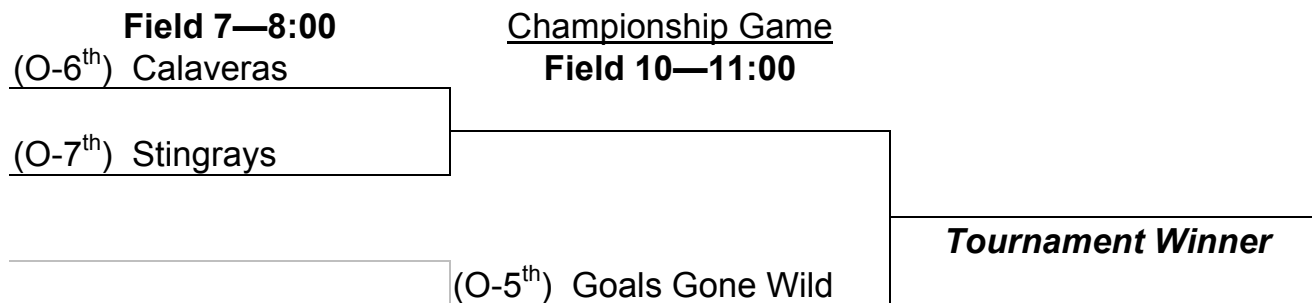 Field 7—8:00
Championship Game
(O-6th) Calaveras
Field 10—11:00
(O-7th) Stingrays
Tournament Winner
(O-5th) Goals Gone Wild